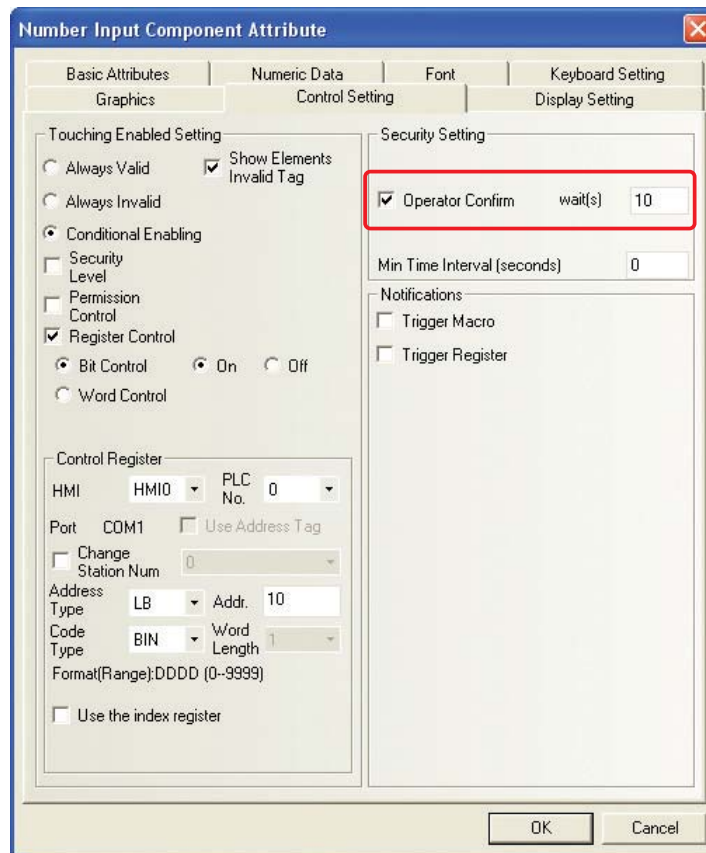 Number Input Component Attribute
Basic Attributes Numeric Data Font Keyboard Setting
Graphics Control Setting Display Setting
Touching Enabled Setting
Always Valid Show Elements
Invalid Tag
Always Invalid
Conditional Enabling
Security
Level
Permission
Control
Register Control
Bit Control On Off
Word Control
Control Register
HMI HMI0 PLC
No. 0
Port COM1 Use Address Tag
Change
Station Num 0
Address
Type LB Addr. 10
Code
Type BIN Word
Length 1
Format(Range):DDDD (0--9999)
Use the index register
Security Setting
Operator Confirm wait(s) 10
Min Time Interval (seconds) 0
Notifications
Trigger Macro
Trigger Register
OK Cancel